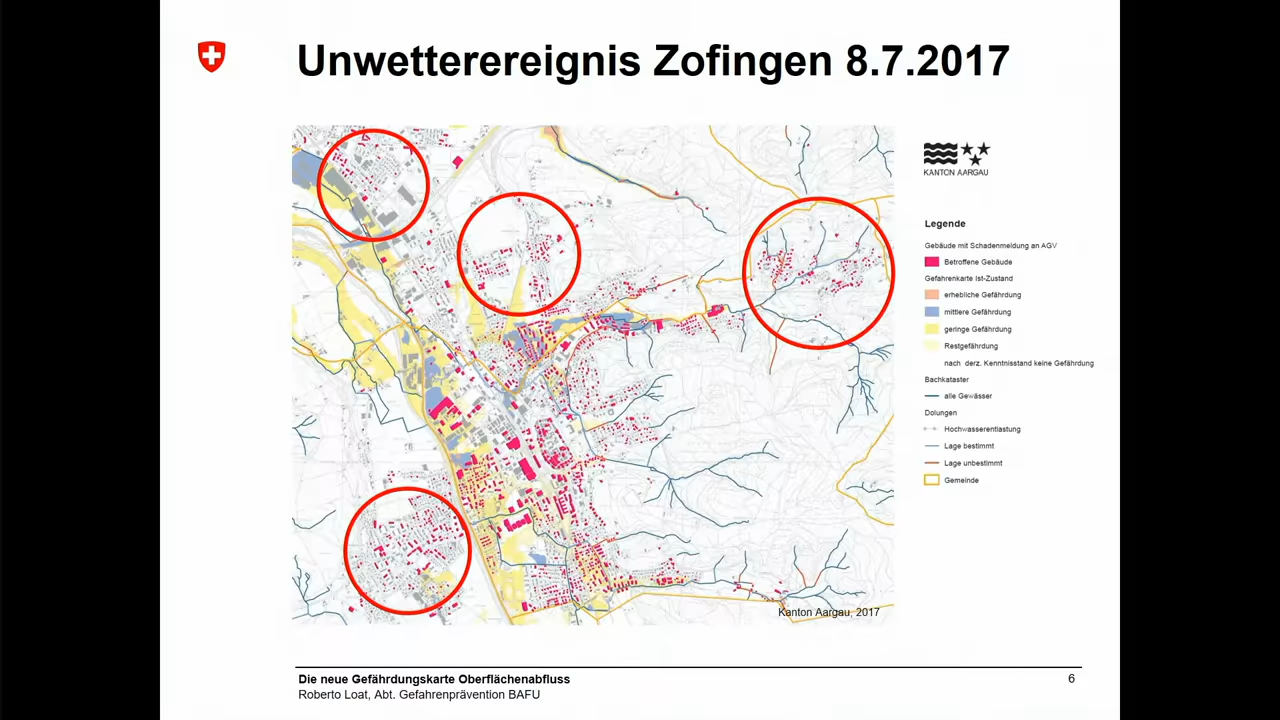 Unwetterereignis Zofingen 8.7.2017
KANTON AARGAU
Legende
Gebäude mit Schadenmeldung an AGV
Betroffene Gebäude
Gefahrenkarte Ist-Zustand
erhebliche Gefährdung
mittlere Gefährdung
geringe Gefährdung
Restgefährdung
nach derz. Kenntnisstand keine Gefährdung
Bachkataster
alle Gewässer
Dolungen
Hochwasserentlastung
Lage bestimmt
Lage unbestimmt
Gemeinde
Kanton Aargau, 2017
Die neue Gefährdungskarte Oberflächenabfluss
Roberto Loat, Abt. Gefahrenprävention BAFU
6